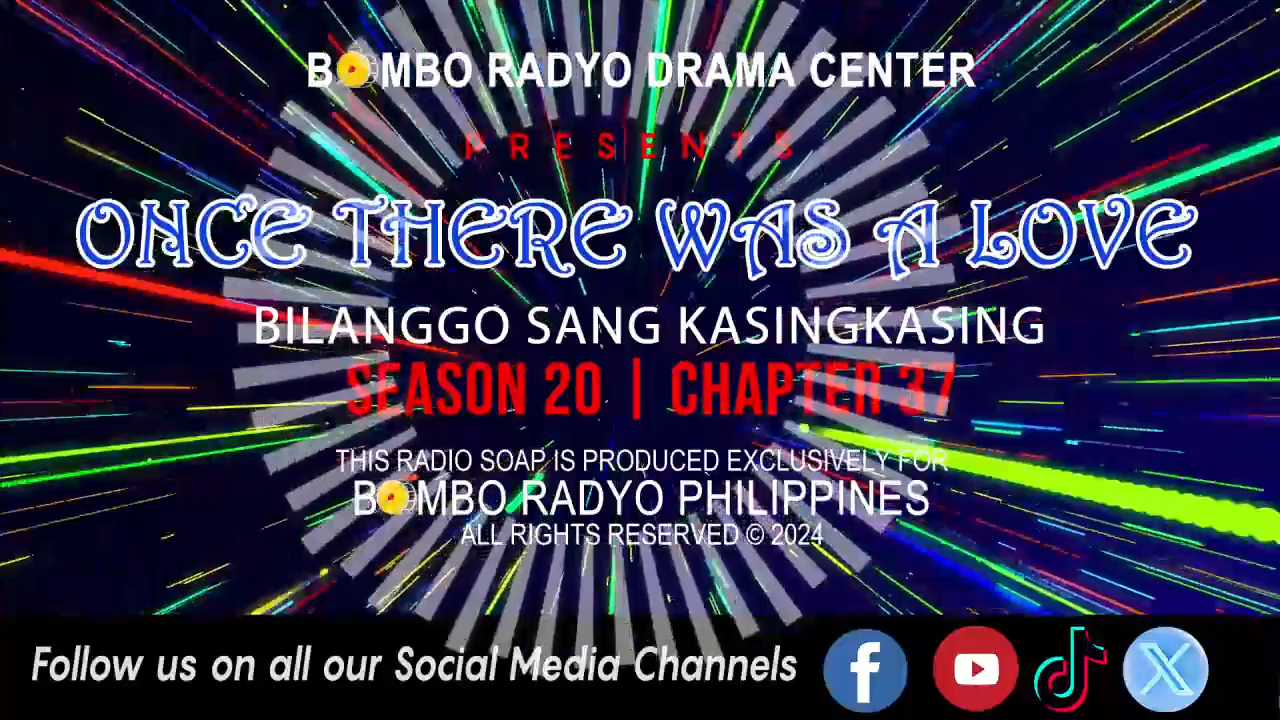 BOMBO RADYO DRAMA CENTER
PRESENTS
ONCE THERE WAS A LOVE
BILANGGO SANG KASINGKASING
SEASON 20 | CHAPTER 37
THIS RADIO SOAP IS PRODUCED EXCLUSIVELY FOR
BOMBO RADYO PHILIPPINES
ALL RIGHTS RESERVED © 2024
Follow us on all our Social Media Channels